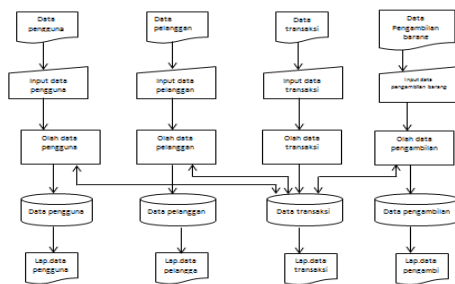 Data
pengguna
Data
pelanggan
Data
transaksi
Data
Pengambilan
barang
Input data
pengguna
Input data
pelanggan
Input data
transaksi
Input data
pengambilan barang
Olah data
pengguna
Olah data
pelanggan
Olah data
transaksi
Olah data
pengambilan
Data pengguna
Data pelanggan
Data transaksi
Data pengambilan
Lap.data
pengguna
Lap.data
pelangga
Lap.data
transaksi
Lap.data
pengambi